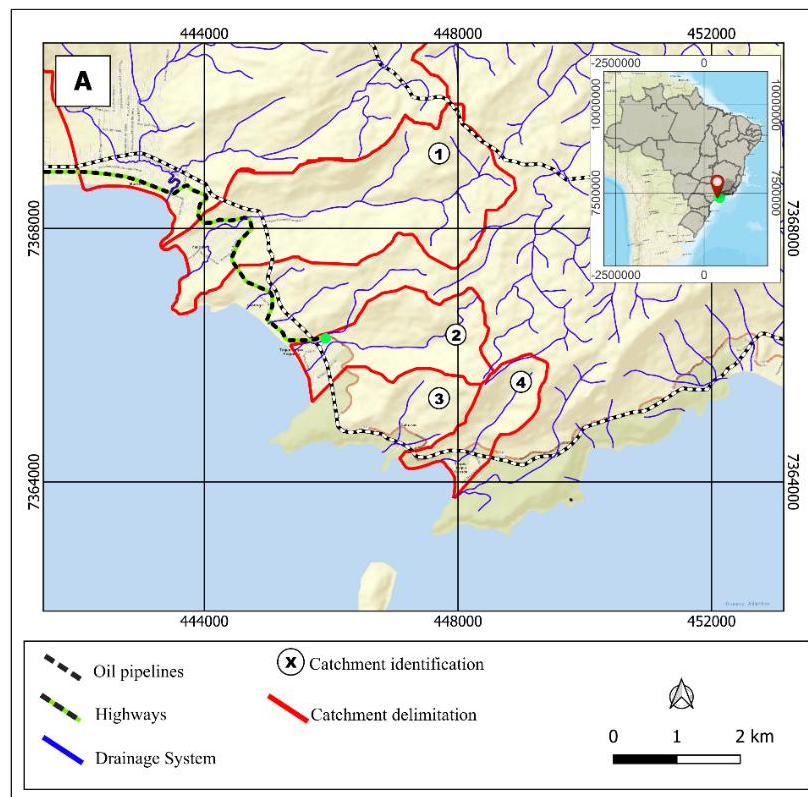 444000 448000 452000
A
-2500000 0
10000000 10000000
7500000 7500000
-2500000 0
1
7368000 7368000
2
3
4
7364000 7364000
444000 448000 452000
Oil pipelines
Highways
Drainage System
X Catchment identification
Catchment delimitation
0 1 2 km